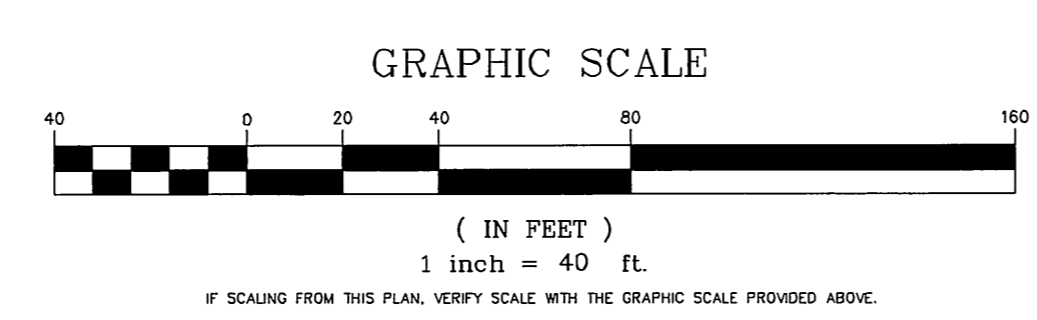 GRAPHIC SCALE
40 0 20 40 80 160
( IN FEET )
1 inch = 40 ft.
IF SCALING FROM THIS PLAN, VERIFY SCALE WITH THE GRAPHIC SCALE PROVIDED ABOVE.